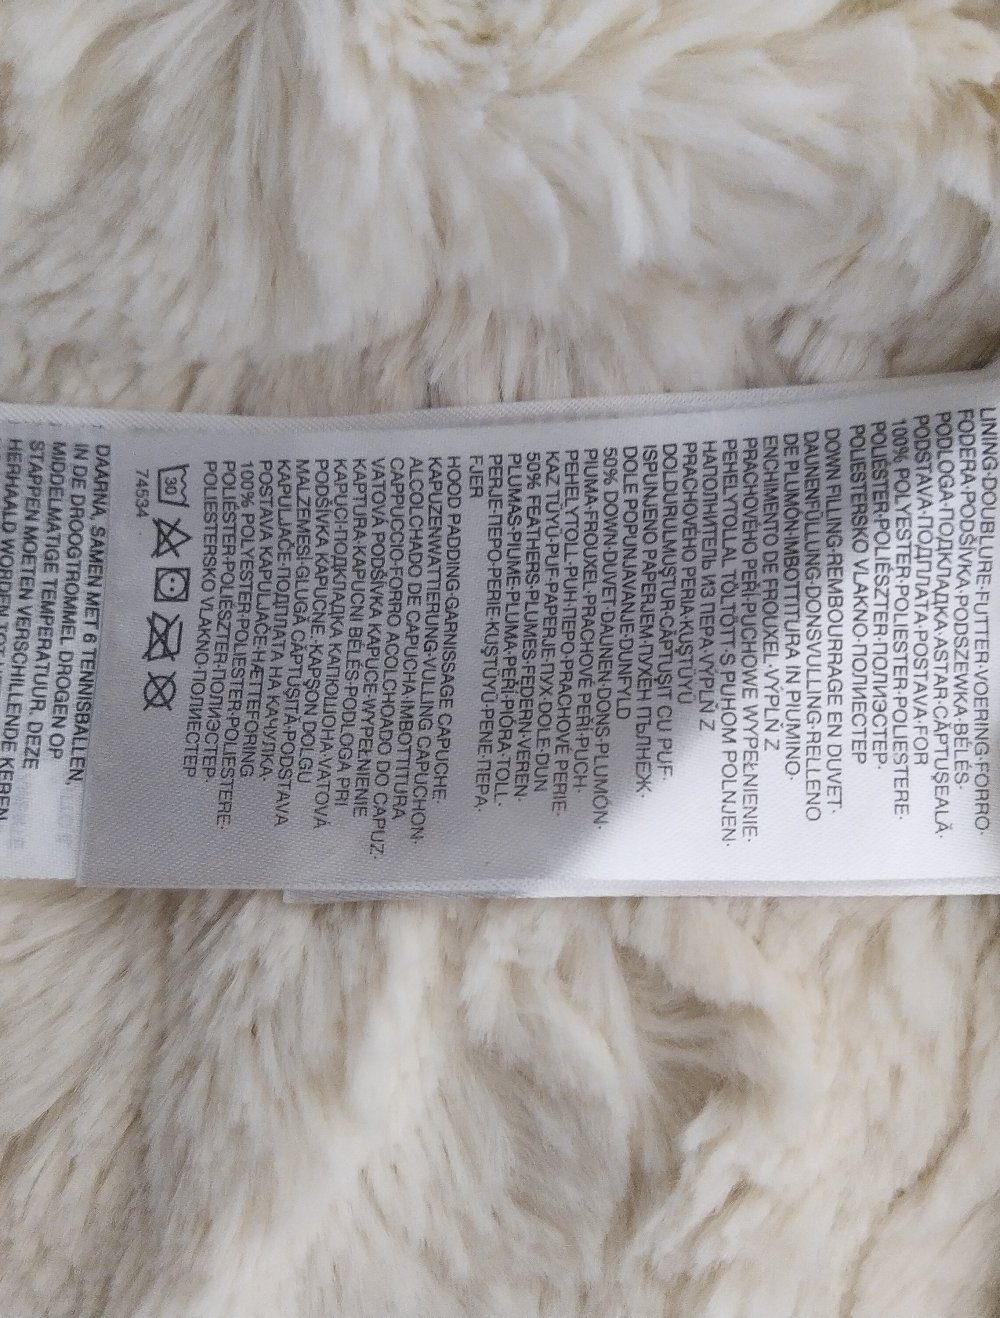 LINING·DOUBLURE·FUTTER·VOERING·FORRO·
FODERA·PODŠÍVKA·PODSZEWKA·BÉLÉS·
PODLOGA·ПОДКЛАДКА·ASTAR·CĂPTUŞEALĂ·
POSTAVA·ПОДПЛАТА·POSTAVA·FOR
100% POLYESTER·POLIESTER·POLIESTERE·
POLIÉSTER·POLIÉSZTER·ПОЛИЭСТЕР·
POLIESTERSKO VLAKNO·ПОЛИЕСТЕР
DOWN FILLING·REMBOURRAGE EN DUVET·
DAUNENFÜLLUNG·DONSVULLING·RELLENO
DE PLUMÓN·IMBOTTITURA IN PIUMINO·
ENCHIMENTO DE FROUXEL·VÝPLŇ Z
PRACHOVÉHO PEŘÍ·PUCHOWE WYPEŁNIENIE·
PEHELYTOLLAL TÖLTÖTT·S PUHOM POLNJEN·
НАПОЛНИТЕЛЬ ИЗ ПЕРА·VÝPLŇ Z
PRACHOVÉHO PERIA·KUŞTÜYÜ
DOLDURULMUŞTUR·CĂPTUŞIT CU PUF·
ISPUNJENO PAPERJEM·ПУХЕН ПЪЛНЕЖ·
DOLE POPUNJAVANJE·DUNFYLD
50% DOWN·DUVET·DAUNEN·DONS·PLUMÓN·
PIUMA·FROUXEL·PRACHOVÉ PEŘÍ·PUCH·
PEHELYTOLL·PUH·ПЕРО·PRACHOVÉ PERIE·
KAZ TÜYÜ·PUF·PAPERJE·ПУХ·DOLE·DUN
50% FEATHERS·PLUMES·FEDERN·VEREN·
PLUMAS·PIUME·PLUMA·PEŘÍ·PIÓRA·TOLL·
PERJE·ПЕРО·PERIE·KUŞTÜYÜ·PENE·ПЕРА·
FJER
HOOD PADDING·GARNISSAGE CAPUCHE·
KAPUZENWATTIERUNG·VULLING CAPUCHON·
ALCOLCHADO DE CAPUCHA·IMBOTTITURA
CAPPUCCIO·FORRO ACOLCHOADO DO CAPUZ·
VATOVÁ PODŠÍVKA KAPUCE·WYPEŁNIENIE
KAPTURA·KAPUCNI BÉLÉS·PODLOGA PRI
KAPUCI·ПОДКЛАДКА КАПЮШОНА·VATOVÁ
PODŠÍVKA KAPUCNE·KAPŞON DOLGU
MALZEMESİ·GLUGĂ CĂPTUŞITĂ·PODSTAVA
KAPULJAČE·ПОДПЛАТА НА КАЧУЛКА·
POSTAVA KAPULJAČE·HÆTTEFORING
100% POLYESTER·POLIESTER·POLIESTERE·
POLIÉSTER·POLIÉSZTER·ПОЛИЭСТЕР·
POLIESTERSKO VLAKNO·ПОЛИЕСТЕР
30
74534
DAARNA, SAMEN MET 6 TENNISBALLEN,
IN DE DROOGTROMMEL DROGEN OP
MIDDELMATIGE TEMPERATUUR. DEZE
STAPPEN MOETEN VERSCHILLENDE KEREN
HERHAALD WORDEN TOT